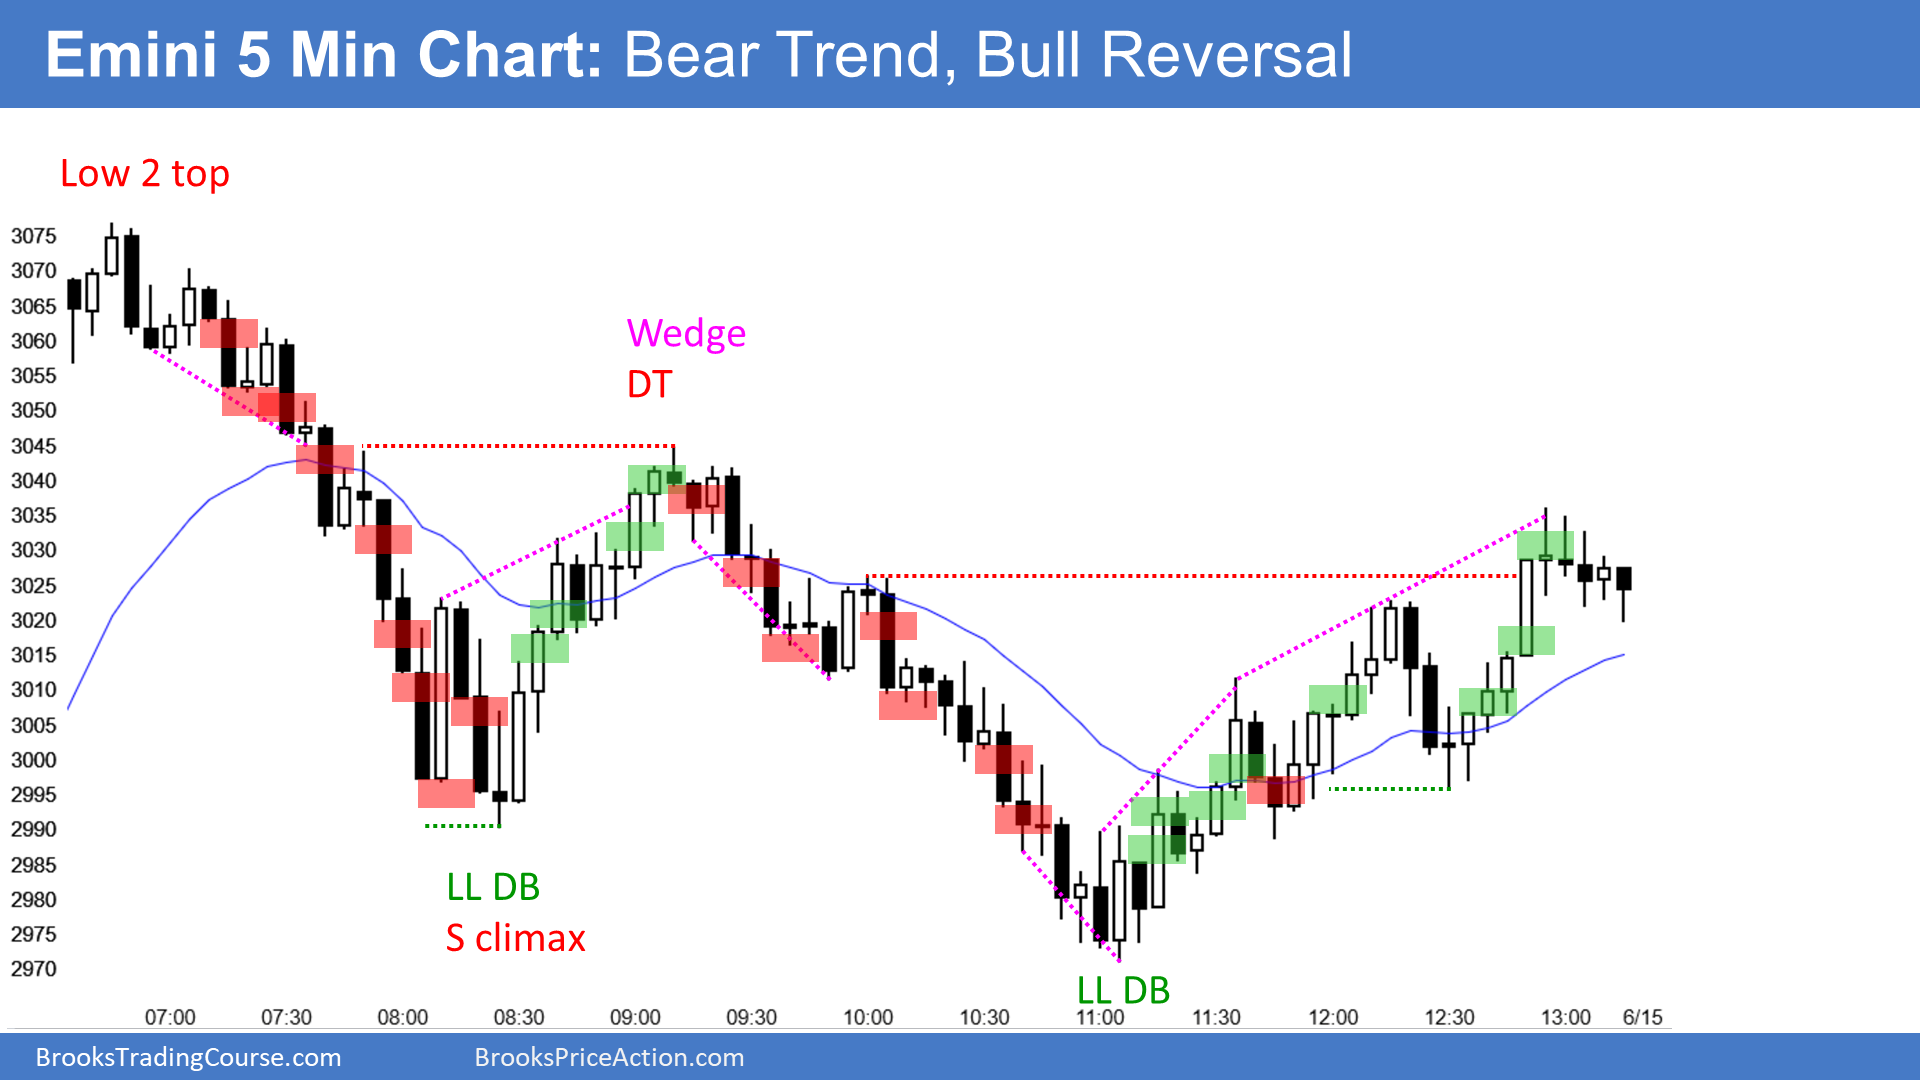 Emini 5 Min Chart: Bear Trend, Bull Reversal
Low 2 top
Wedge
DT
3075
3070
3065
3060
3055
3050
3045
3040
3035
3030
3025
3020
3015
3010
3005
3000
2995
2990
2985
2980
2975
2970
LL DB
S climax
LL DB
07:00 07:30 08:00 08:30 09:00 09:30 10:00 10:30 11:00 11:30 12:00 12:30 13:00 6/15
BrooksTradingCourse.com BrooksPriceAction.com